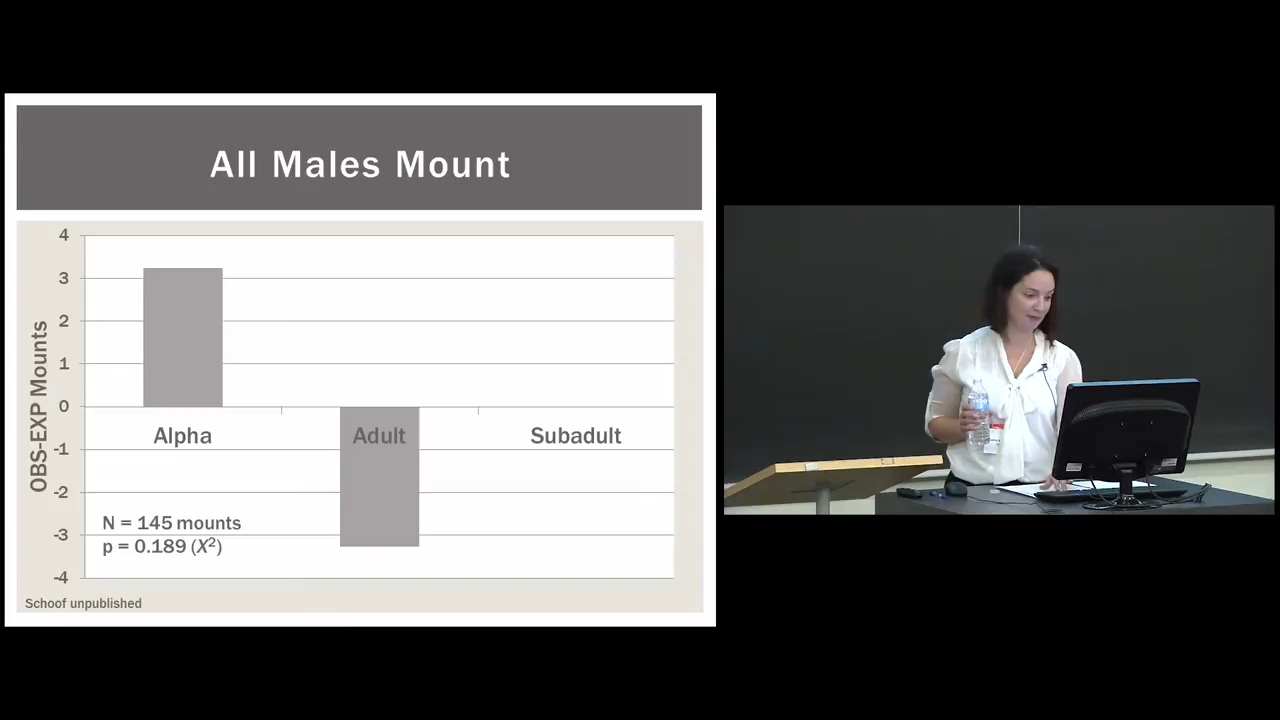 All Males Mount
OBS-EXP Mounts
4
3
2
1
0
-1
-2
-3
-4
Alpha
Adult
Subadult
N = 145 mounts
p = 0.189 (X²)
Schoof unpublished